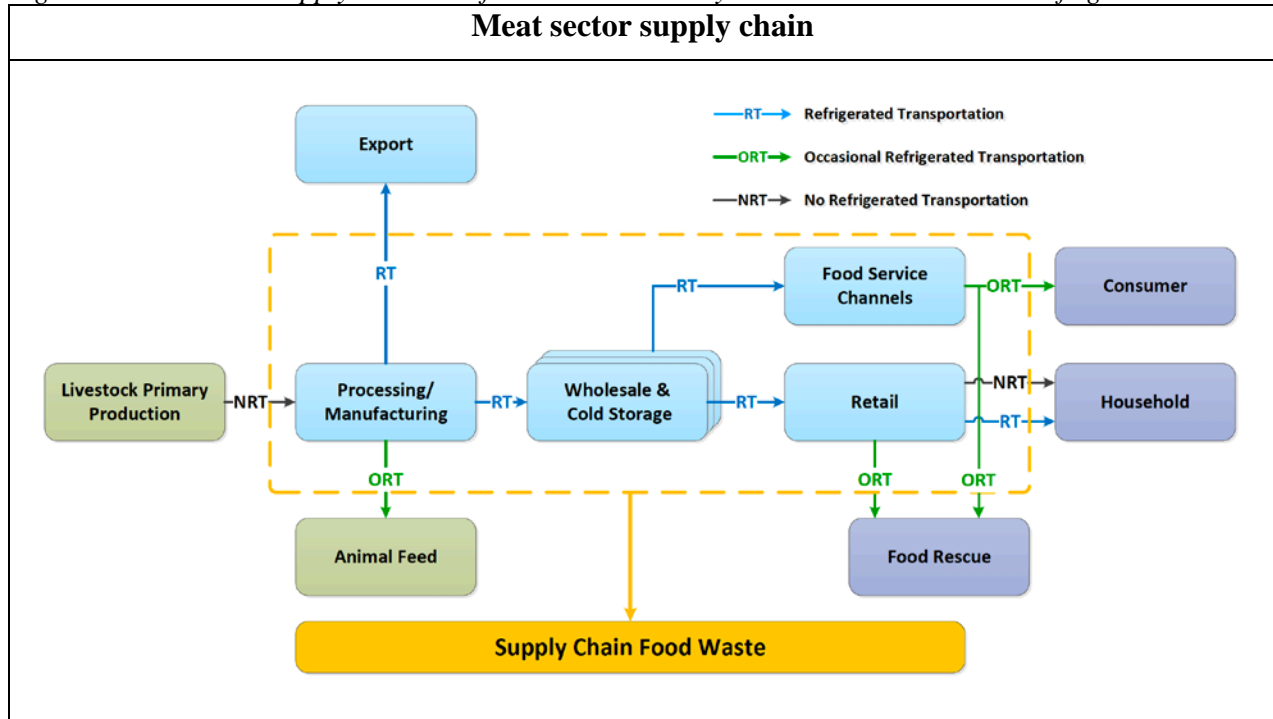 Meat sector supply chain
RT Refrigerated Transportation
Export
ORT Occasional Refrigerated Transportation
NRT No Refrigerated Transportation
RT
RT
Food Service
Channels
ORT
Consumer
Livestock Primary
Production
NRT
Processing/
Manufacturing
RT
Wholesale &
Cold Storage
RT
Retail
NRT
RT
Household
ORT
ORT
ORT
Animal Feed
Food Rescue
Supply Chain Food Waste